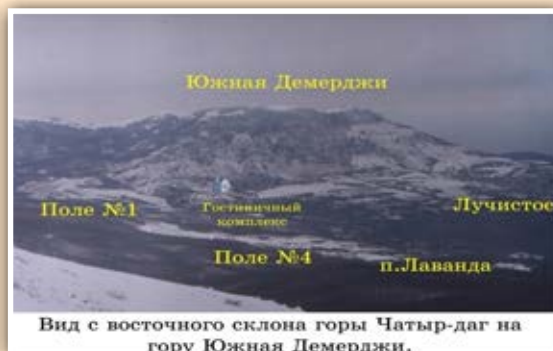 Южная Демерджи
Поле №1
Гостиничный
комплекс
Лучистое
Поле №4
п.Лаванда
Вид с восточного склона горы Чатыр-даг на
гору Южная Демерджи.